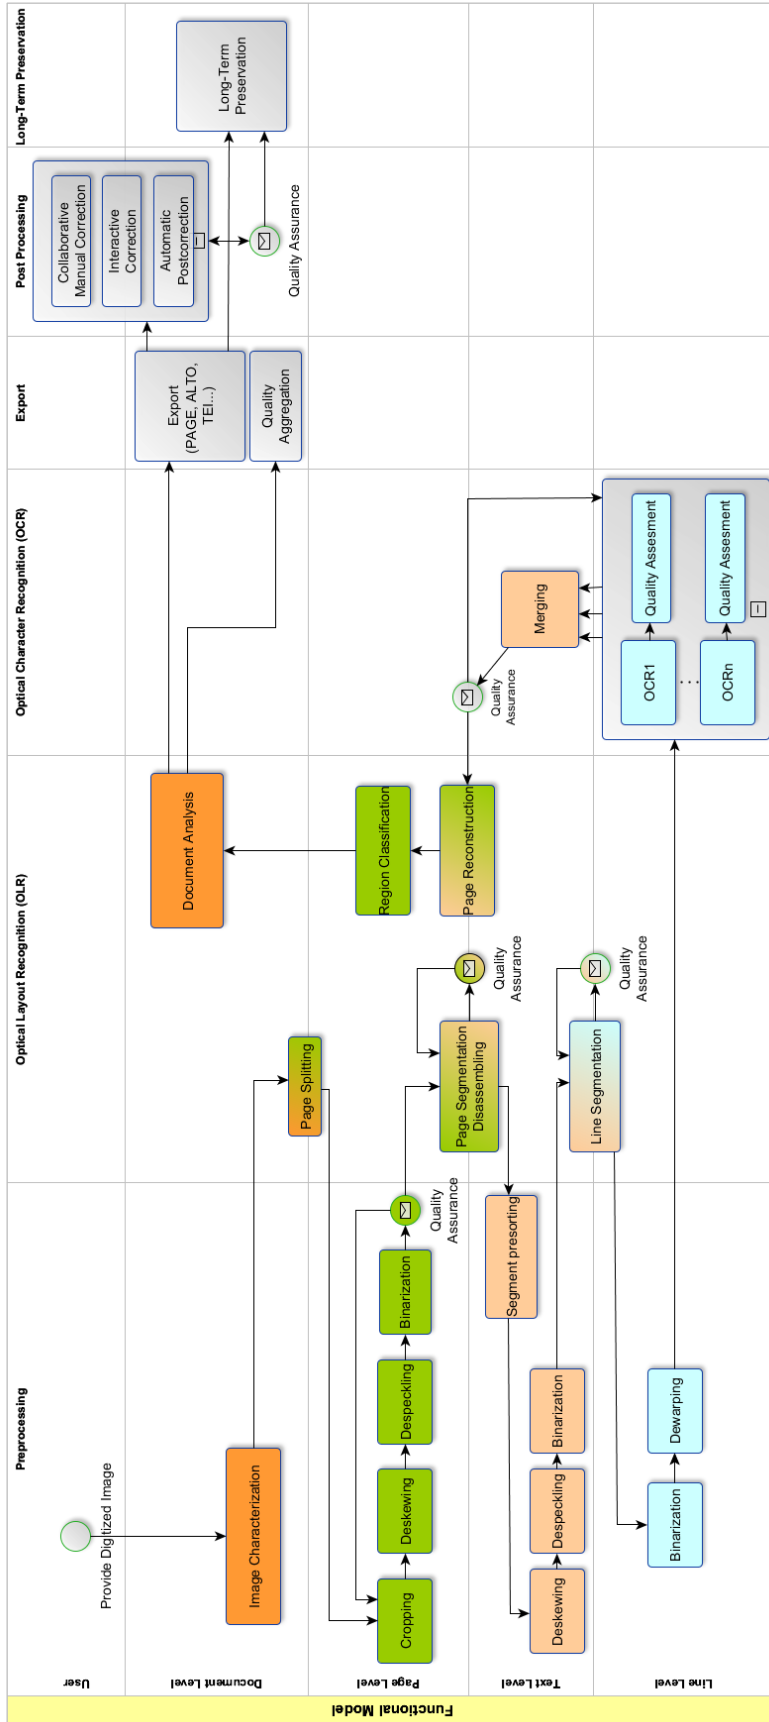 Functional Model
Preprocessing
Optical Layout Recognition (OLR)
Optical Character Recognition (OCR)
Export
Post Processing
Long-Term Preservation
User
Provide Digitized Image
Collaborative
Manual Correction
Interactive
Correction
Automatic
Postcorrection
Quality Assurance
Long-Term
Preservation
Document Level
Image Characterization
Page Splitting
Document Analysis
Export
(PAGE, ALTO,
TEI...)
Quality
Aggregation
Page Level
Cropping
Deskewing
Despeckling
Binarization
Quality
Assurance
Page Segmentation
Disassembling
Quality
Assurance
Region Classification
Page Reconstruction
Quality
Assurance
Text Level
Deskewing
Despeckling
Binarization
Segment presorting
Line Segmentation
Quality
Assurance
Merging
Line Level
Binarization
Dewarping
OCR1
Quality Assesment
...
OCRn
Quality Assesment